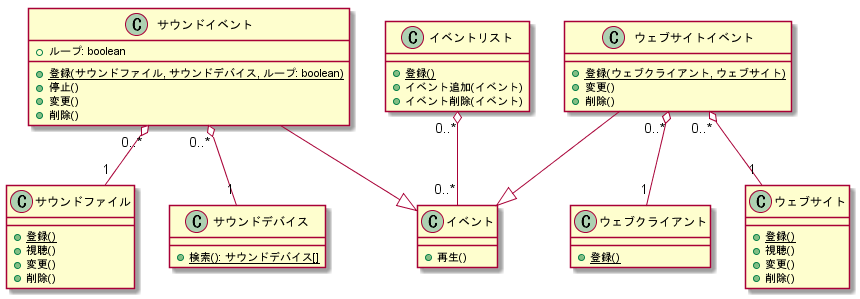 C サウンドイベント
ループ: boolean
登録(サウンドファイル, サウンドデバイス, ループ: boolean)
停止()
変更()
削除()
C イベントリスト
登録()
イベント追加(イベント)
イベント削除(イベント)
C ウェブサイトイベント
登録(ウェブクライアント, ウェブサイト)
変更()
削除()
0..*
0..*
0..*
0..*
0..*
1
1
0..*
1
1
C サウンドファイル
登録()
視聴()
変更()
削除()
C サウンドデバイス
検索(): サウンドデバイス[]
C イベント
再生()
C ウェブクライアント
登録()
C ウェブサイト
登録()
視聴()
変更()
削除()